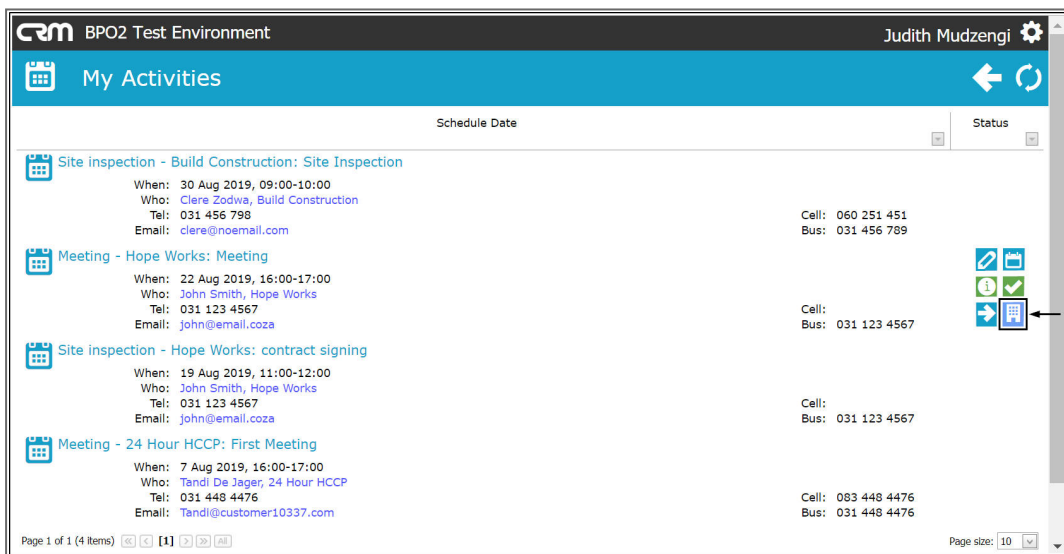 CRM BPO2 Test Environment Judith Mudzengi
My Activities
Schedule Date Status
Site inspection - Build Construction: Site Inspection
When: 30 Aug 2019, 09:00-10:00
Who: Clere Zodwa, Build Construction
Tel: 031 456 798 Cell: 060 251 451
Email: clere@noemail.com Bus: 031 456 789
Meeting - Hope Works: Meeting
When: 22 Aug 2019, 16:00-17:00
Who: John Smith, Hope Works
Tel: 031 123 4567 Cell:
Email: john@email.coza Bus: 031 123 4567
Site inspection - Hope Works: contract signing
When: 19 Aug 2019, 11:00-12:00
Who: John Smith, Hope Works
Tel: 031 123 4567 Cell:
Email: john@email.coza Bus: 031 123 4567
Meeting - 24 Hour HCCP: First Meeting
When: 7 Aug 2019, 16:00-17:00
Who: Tandi De Jager, 24 Hour HCCP
Tel: 031 448 4476 Cell: 083 448 4476
Email: Tandi@customer10337.com Bus: 031 448 4476
Page 1 of 1 (4 items) [1] All Page size: 10